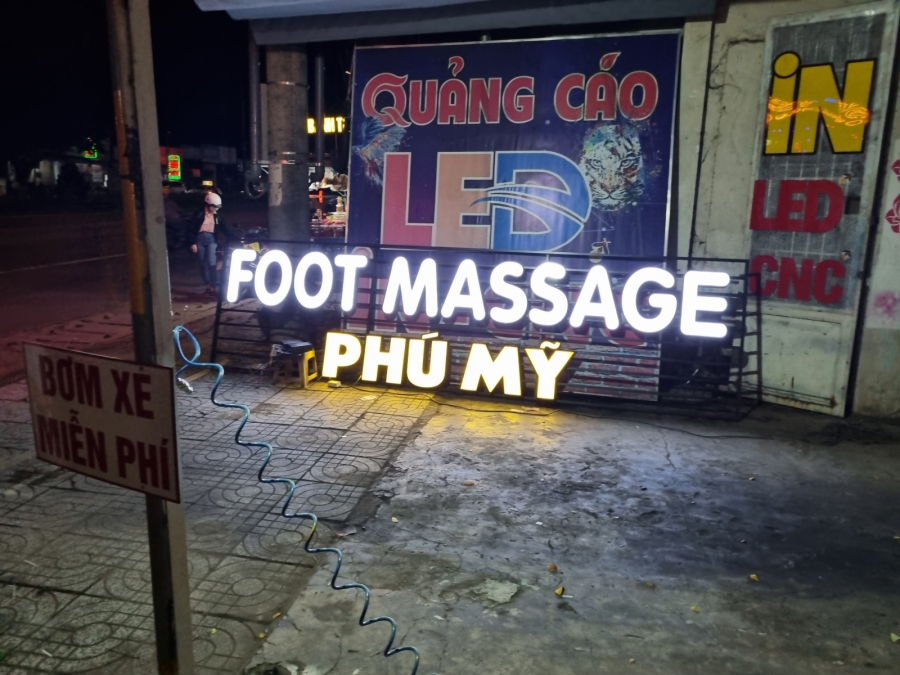 QUẢNG CÁO
LED
FOOT MASSAGE
PHÚ MỸ
iN
LED
CNC
BƠM XE
MIỄN PHÍ